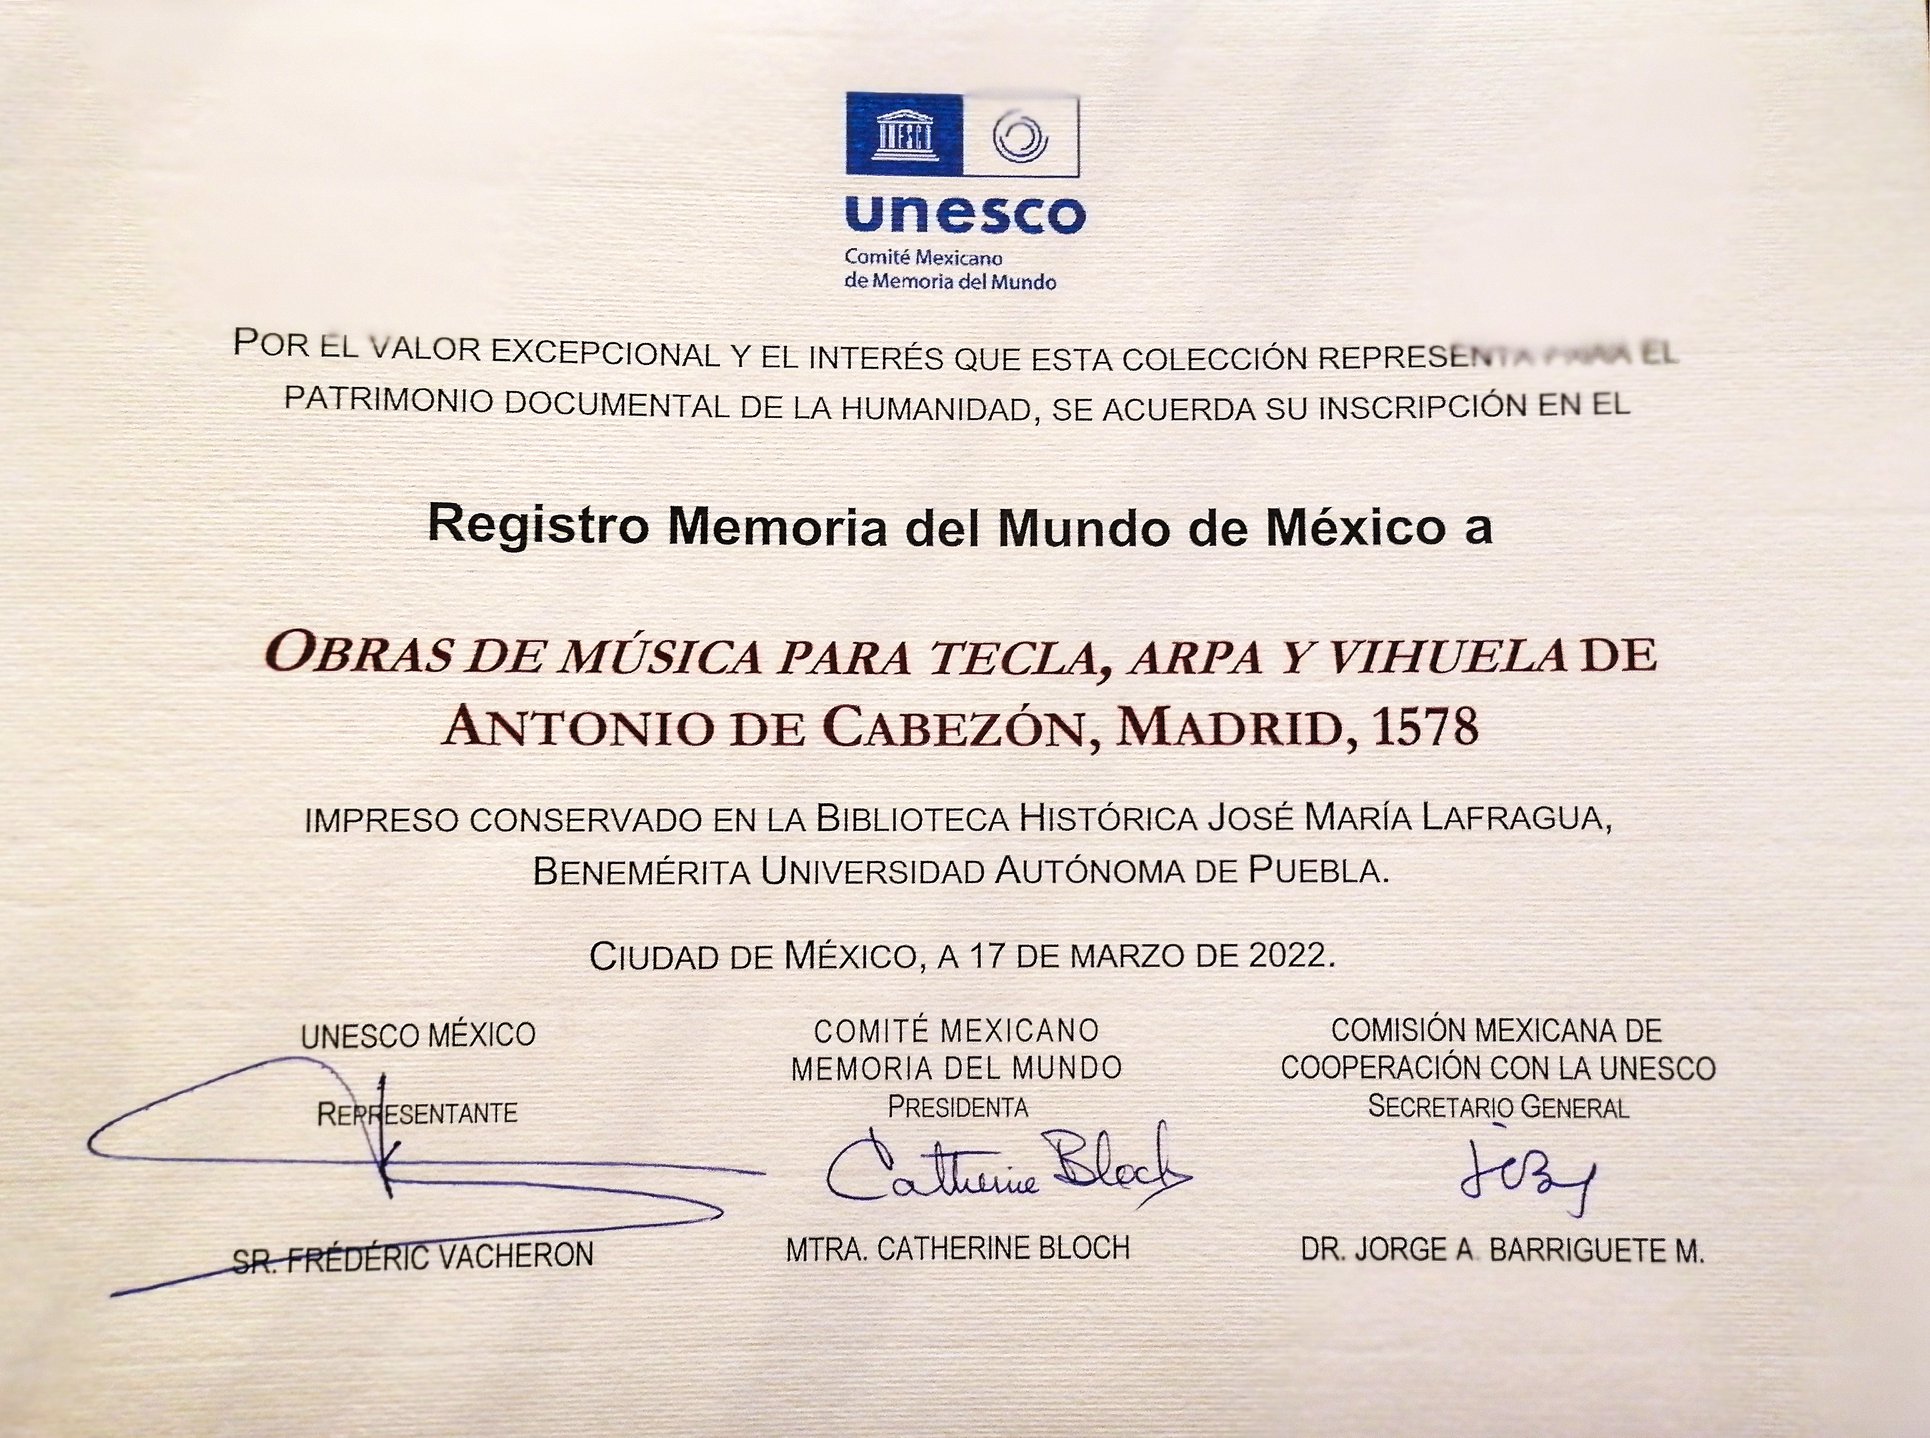 UNESCO
unesco
Comité Mexicano
de Memoria del Mundo
POR EL VALOR EXCEPCIONAL Y EL INTERÉS QUE ESTA COLECCIÓN REPRESENTA PARA EL
PATRIMONIO DOCUMENTAL DE LA HUMANIDAD, SE ACUERDA SU INSCRIPCIÓN EN EL
Registro Memoria del Mundo de México a
OBRAS DE MÚSICA PARA TECLA, ARPA Y VIHUELA DE
ANTONIO DE CABEZÓN, MADRID, 1578
IMPRESO CONSERVADO EN LA BIBLIOTECA HISTÓRICA JOSÉ MARÍA LAFRAGUA,
BENEMÉRITA UNIVERSIDAD AUTÓNOMA DE PUEBLA.
CIUDAD DE MÉXICO, A 17 DE MARZO DE 2022.
UNESCO MÉXICO
REPRESENTANTE
SR. FRÉDÉRIC VACHERON
COMITÉ MEXICANO
MEMORIA DEL MUNDO
PRESIDENTA
Catherine Bloch
MTRA. CATHERINE BLOCH
COMISIÓN MEXICANA DE
COOPERACIÓN CON LA UNESCO
SECRETARIO GENERAL
DR. JORGE A. BARRIGUETE M.